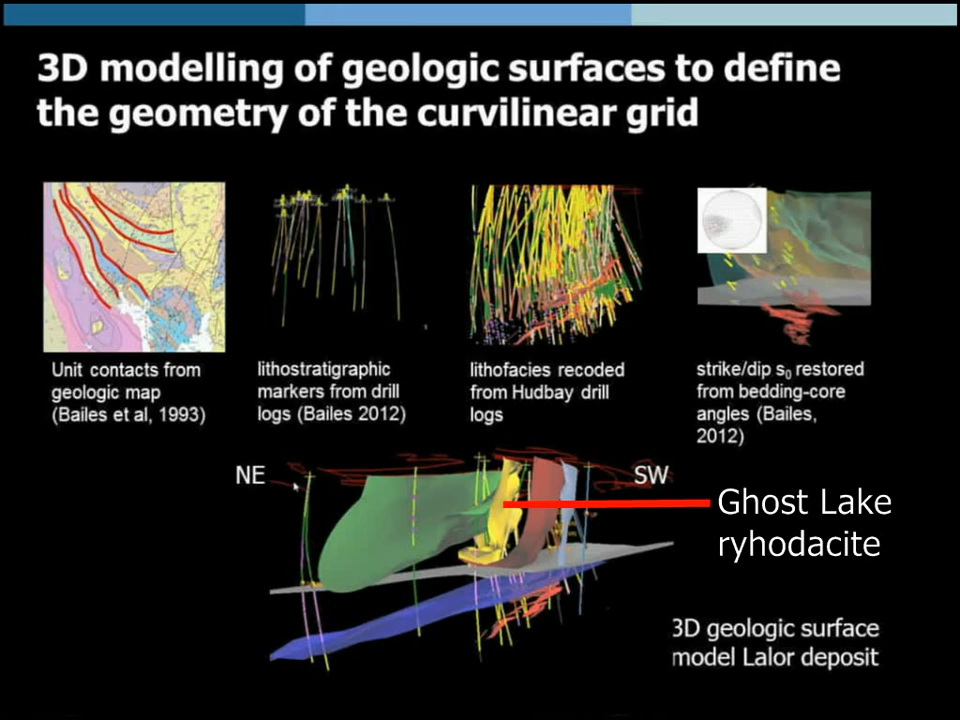 3D modelling of geologic surfaces to define
the geometry of the curvilinear grid
Unit contacts from
geologic map
(Bailes et al, 1993)
lithostratigraphic
markers from drill
logs (Bailes 2012)
lithofacies recoded
from Hudbay drill
logs
strike/dip s₀ restored
from bedding-core
angles (Bailes,
2012)
NE
SW
Ghost Lake
ryhodacite
3D geologic surface
model Lalor deposit